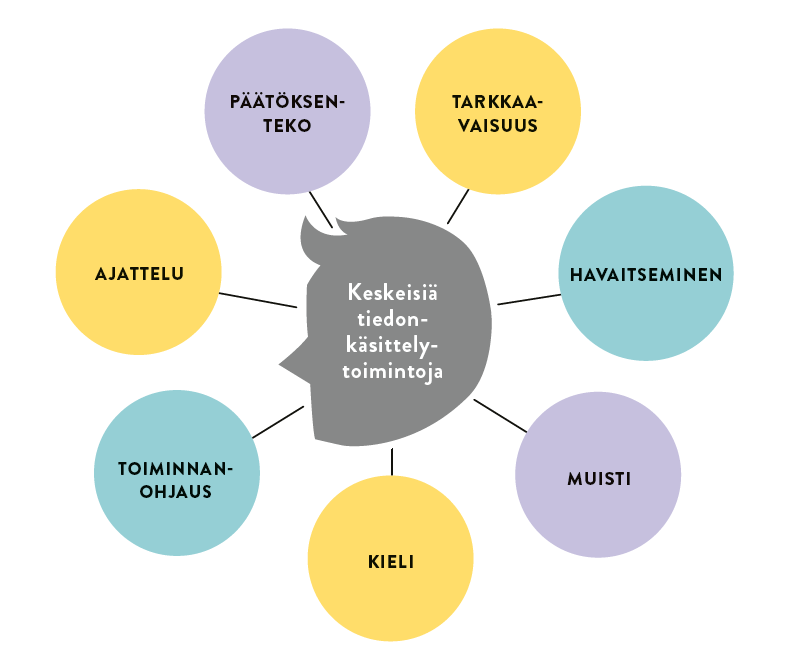 PÄÄTÖKSEN-
TEKO
TARKKAA-
VAISUUS
AJATTELU
HAVAITSEMINEN
Keskeisiä
tiedon-
käsittely-
toimintoja
TOIMINNAN-
OHJAUS
MUISTI
KIELI